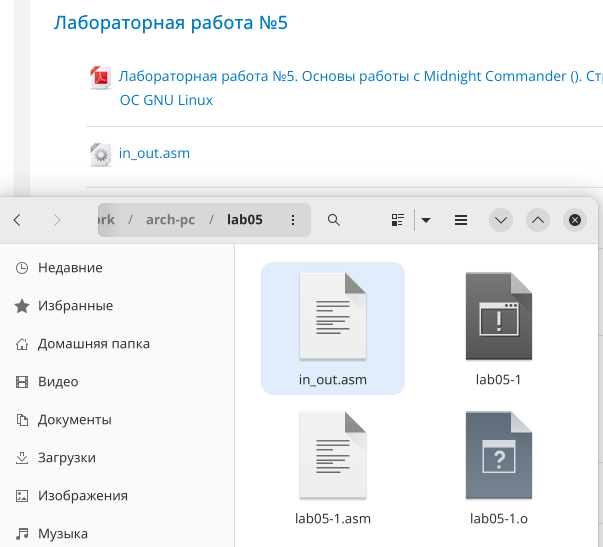 Лабораторная работа №5
Лабораторная работа №5. Основы работы с Midnight Commander (). Стр
ОС GNU Linux
in_out.asm
ork / arch-pc / lab05
Недавние
Избранные
Домашняя папка
Видео
Документы
Загрузки
Изображения
Музыка
in_out.asm
lab05-1
lab05-1.asm
lab05-1.o